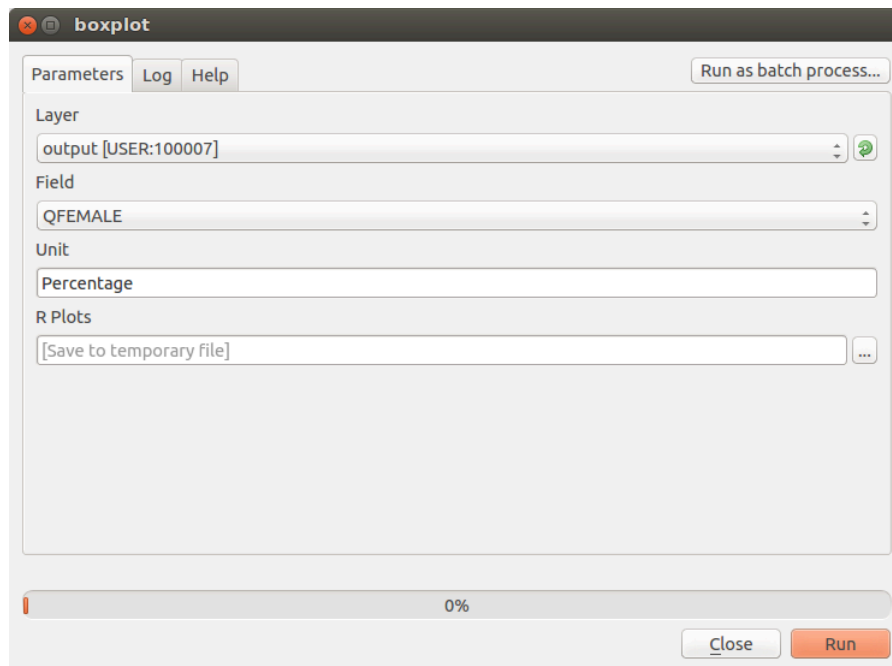 boxplot
Parameters Log Help Run as batch process...
Layer
output [USER:100007]
Field
QFEMALE
Unit
Percentage
R Plots
[Save to temporary file] ...
0%
Close Run